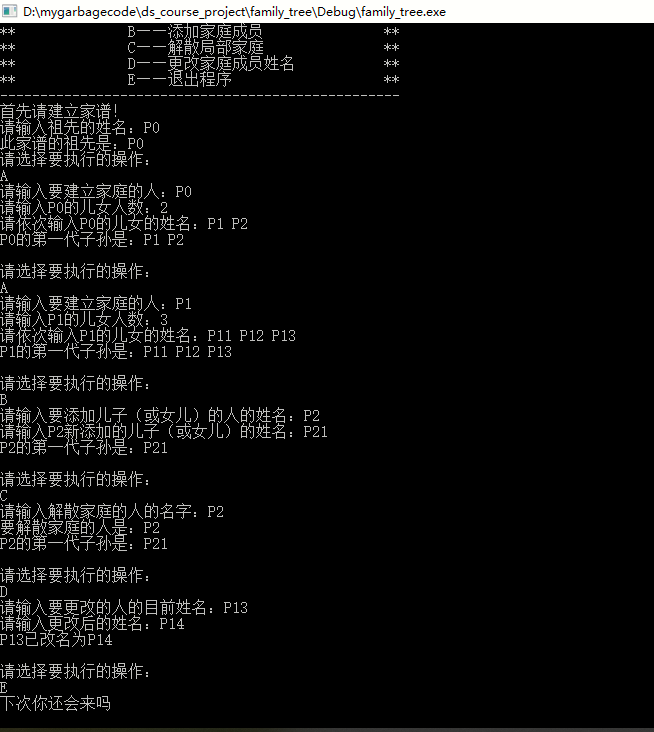 D:\mygarbagecode\ds_course_project\family_tree\Debug\family_tree.exe
** B——添加家庭成员 **
** C——解散局部家庭 **
** D——更改家庭成员姓名 **
** E——退出程序 **
--------------------------------------------------
首先请建立家谱!
请输入祖先的姓名：P0
此家谱的祖先是：P0
请选择要执行的操作：
A
请输入要建立家庭的人：P0
请输入P0的儿女人数：2
请依次输入P0的儿女的姓名：P1 P2
P0的第一代子孙是：P1 P2
请选择要执行的操作：
A
请输入要建立家庭的人：P1
请输入P1的儿女人数：3
请依次输入P1的儿女的姓名：P11 P12 P13
P1的第一代子孙是：P11 P12 P13
请选择要执行的操作：
B
请输入要添加儿子（或女儿）的人的姓名：P2
请输入P2新添加的儿子（或女儿）的姓名：P21
P2的第一代子孙是：P21
请选择要执行的操作：
C
请输入解散家庭的人的名字：P2
要解散家庭的人是：P2
P2的第一代子孙是：P21
请选择要执行的操作：
D
请输入要更改的人的目前姓名：P13
请输入更改后的姓名：P14
P13已改名为P14
请选择要执行的操作：
E
下次你还会来吗